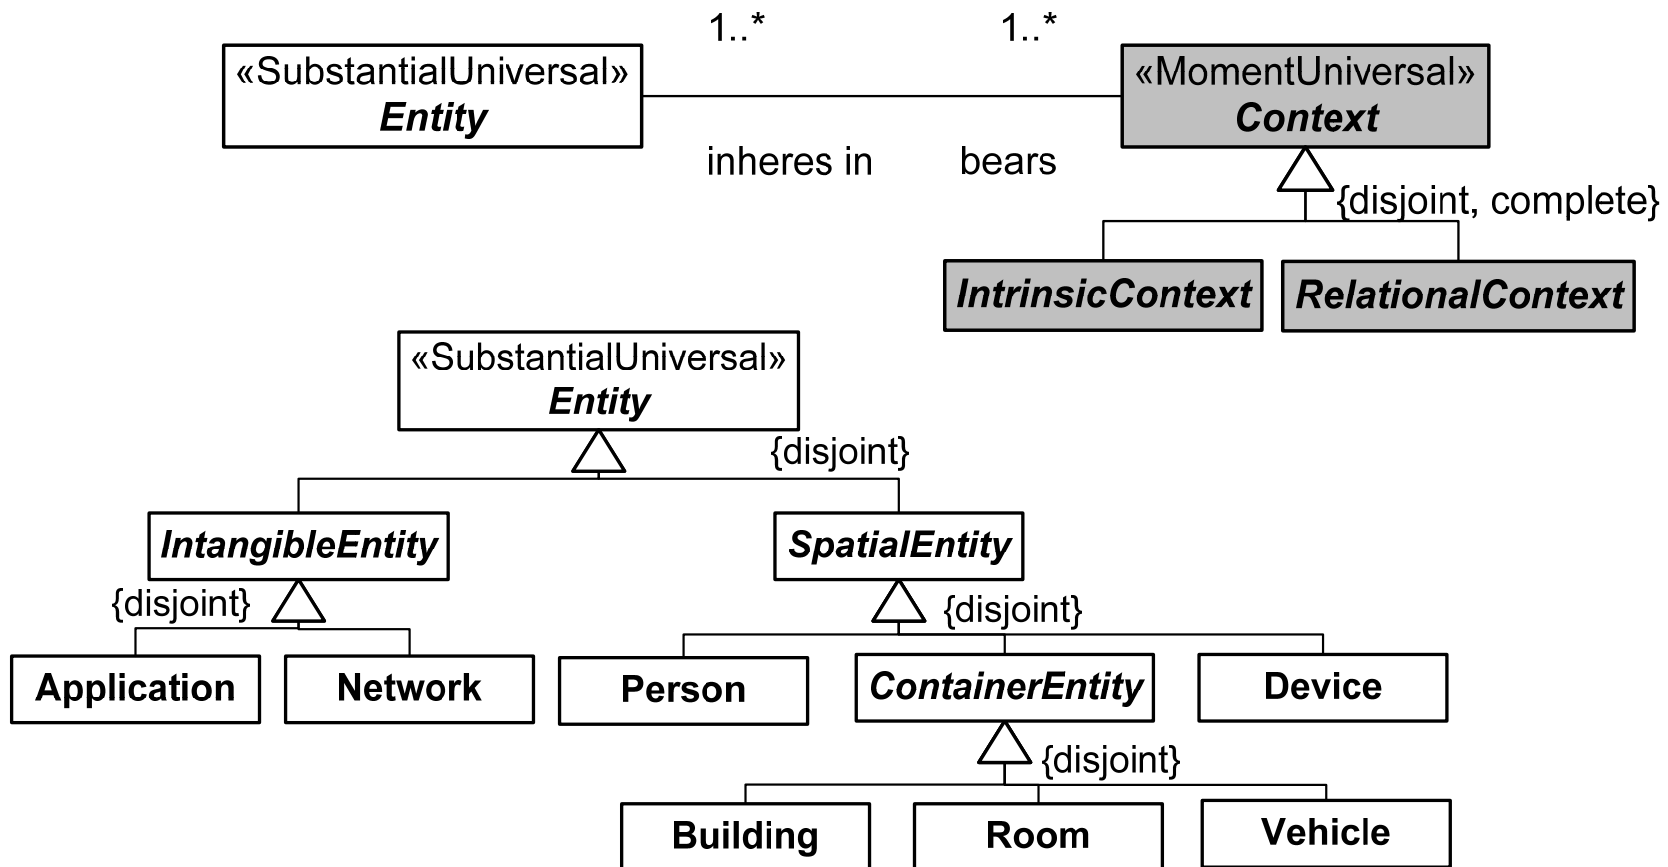 1..* 1..*
«SubstantialUniversal»
Entity
«MomentUniversal»
Context
inheres in bears
{disjoint, complete}
IntrinsicContext RelationalContext
«SubstantialUniversal»
Entity
{disjoint}
IntangibleEntity SpatialEntity
{disjoint} {disjoint}
Application Network Person ContainerEntity Device
{disjoint}
Building Room Vehicle